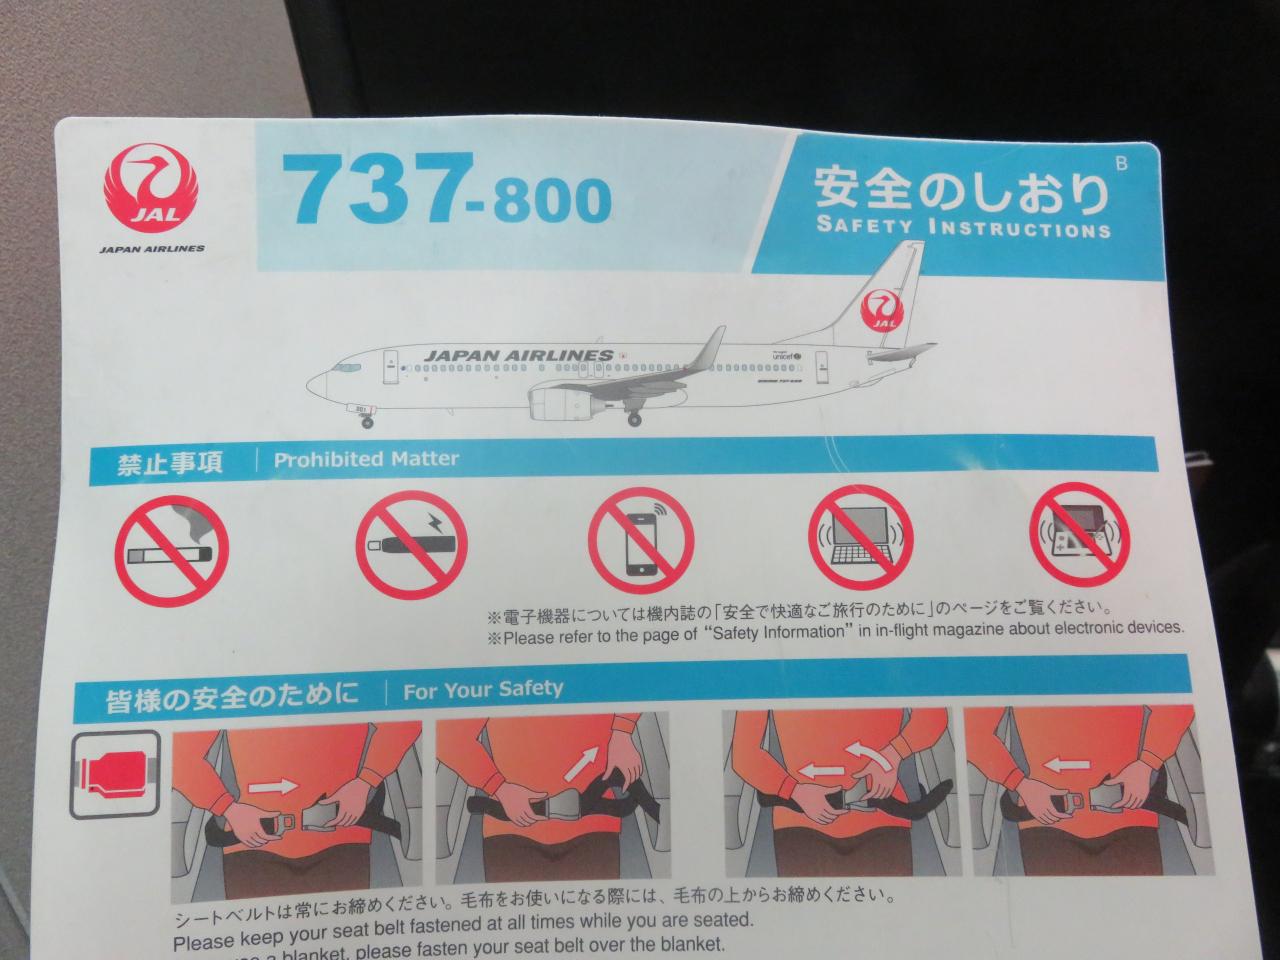 JAL
JAPAN AIRLINES
737-800
安全のしおり
B
SAFETY INSTRUCTIONS
JAL
JAPAN AIRLINES
unicef
301
禁止事項
Prohibited Matter
※電子機器については機内誌の「安全で快適なご旅行のために」のページをご覧ください。
※Please refer to the page of “Safety Information” in in-flight magazine about electronic devices.
皆様の安全のために
For Your Safety
シートベルトは常にお締めください。毛布をお使いになる際には、毛布の上からお締めください。
Please keep your seat belt fastened at all times while you are seated.
a blanket, please fasten your seat belt over the blanket.